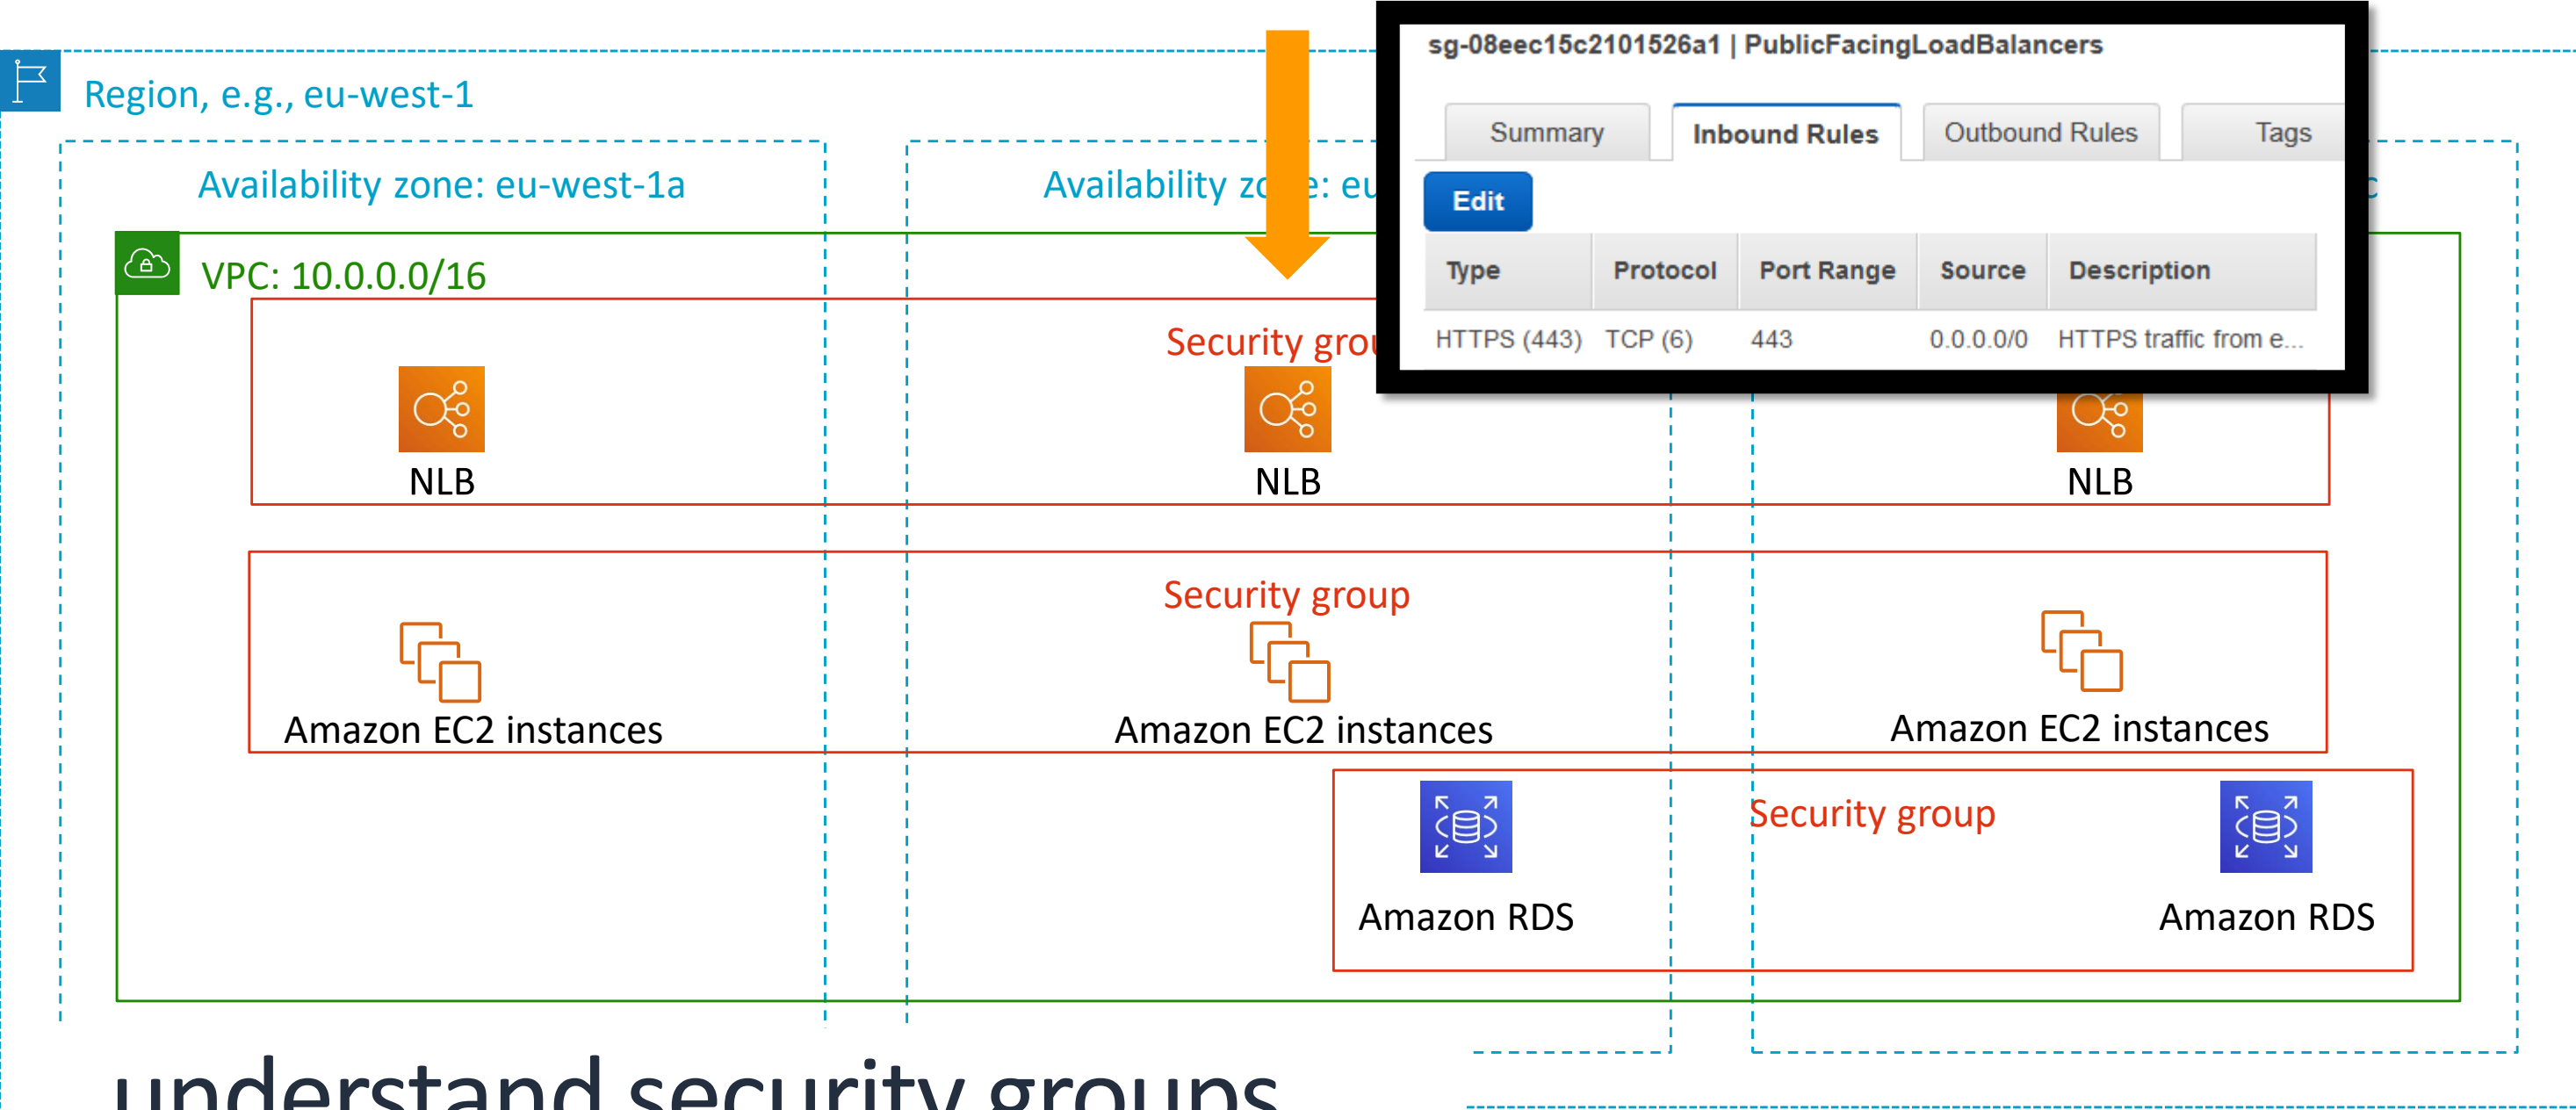 Region, e.g., eu-west-1
sg-08eec15c2101526a1 | PublicFacingLoadBalancers
Summary Inbound Rules Outbound Rules Tags
Edit
Type Protocol Port Range Source Description
HTTPS (443) TCP (6) 443 0.0.0.0/0 HTTPS traffic from e...
Availability zone: eu-west-1a
Availability zo e: eu
c
VPC: 10.0.0.0/16
Security grou
NLB NLB NLB
Security group
Amazon EC2 instances Amazon EC2 instances Amazon EC2 instances
Security group
Amazon RDS Amazon RDS
understand security groups